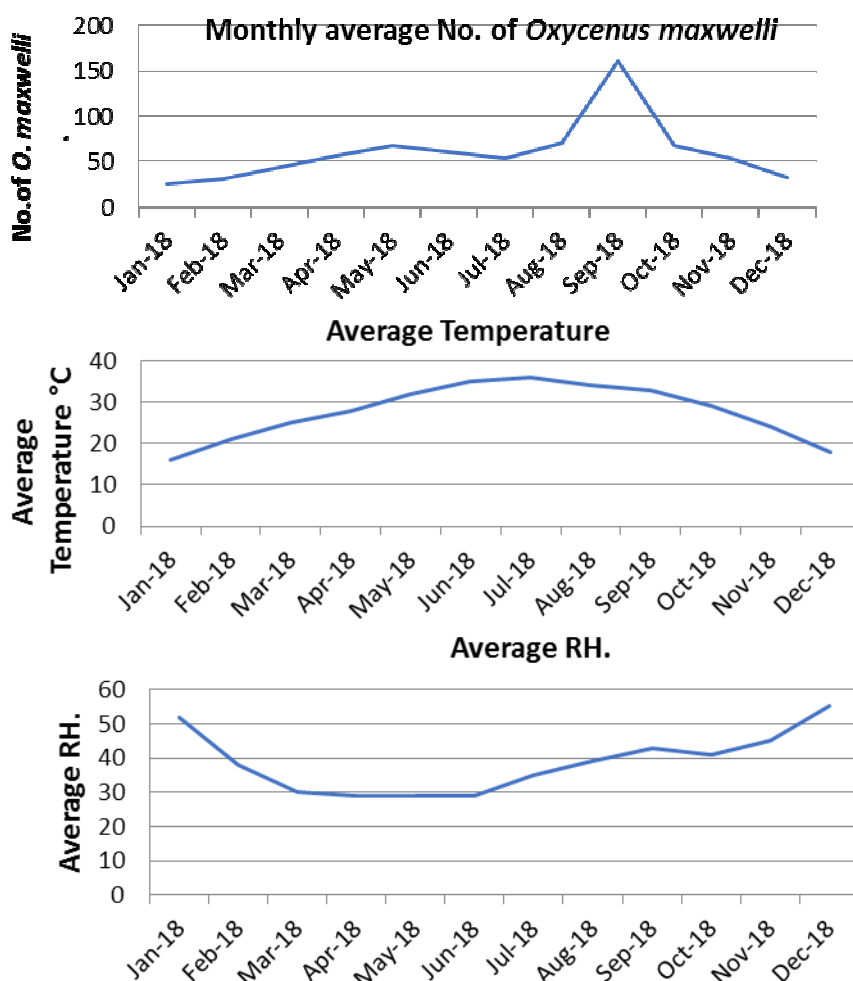 Monthly average No. of Oxycenus maxwelli
No.of O. maxwelli
200
150
100
50
0
Jan-18
Feb-18
Mar-18
Apr-18
May-18
Jun-18
Jul-18
Aug-18
Sep-18
Oct-18
Nov-18
Dec-18
Average Temperature
Average
Temperature °C
40
30
20
10
0
Jan-18
Feb-18
Mar-18
Apr-18
May-18
Jun-18
Jul-18
Aug-18
Sep-18
Oct-18
Nov-18
Dec-18
Average RH.
Average RH.
60
50
40
30
20
10
0
Jan-18
Feb-18
Mar-18
Apr-18
May-18
Jun-18
Jul-18
Aug-18
Sep-18
Oct-18
Nov-18
Dec-18